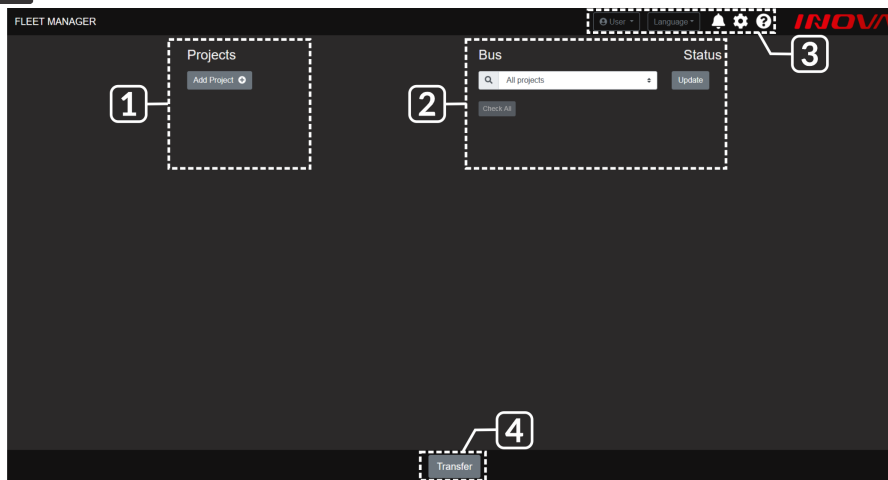 FLEET MANAGER
User
Language
Projects
Add Project
1
Bus
Status
All projects
Update
Check All
2
3
4
Transfer